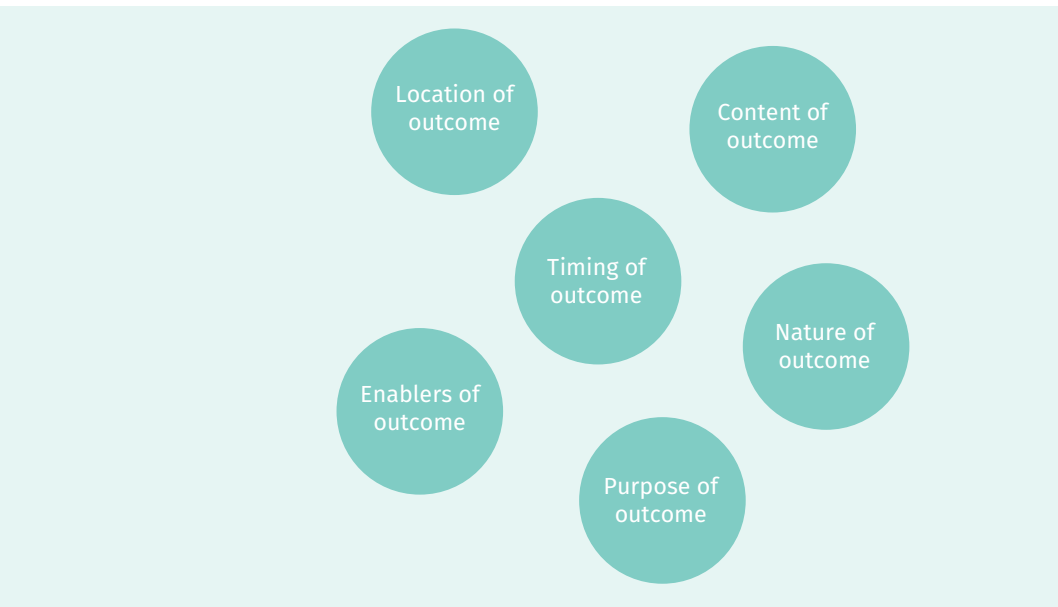 Location of
outcome
Content of
outcome
Timing of
outcome
Nature of
outcome
Enablers of
outcome
Purpose of
outcome